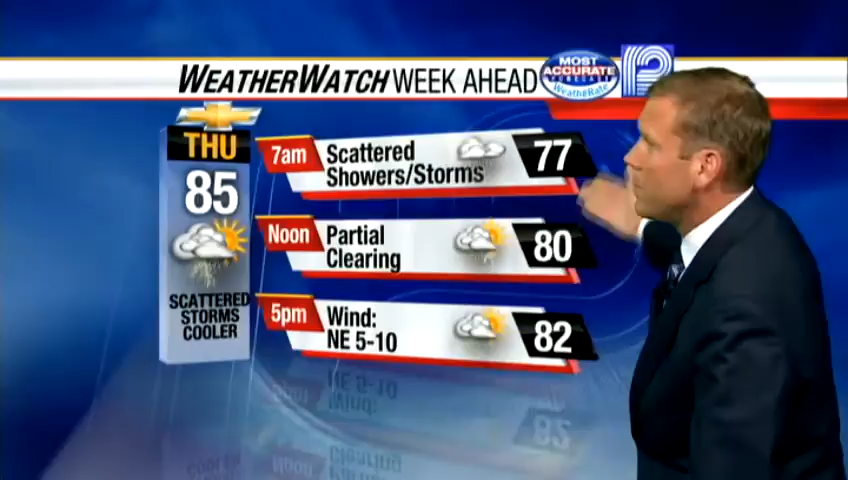 WEATHERWATCH WEEK AHEAD
MOST
ACCURATE
FORECAST
WeatheRate
12
THU
85
SCATTERED
STORMS
COOLER
7am
Scattered
Showers/Storms
77
Noon
Partial
Clearing
80
5pm
Wind:
NE 5-10
82